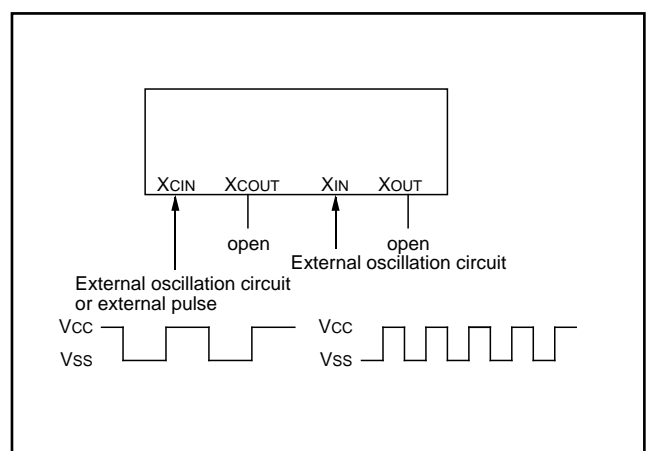 XCIN XCOUT XIN XOUT
open open
External oscillation circuit
External oscillation circuit
or external pulse
VCC VCC
VSS VSS